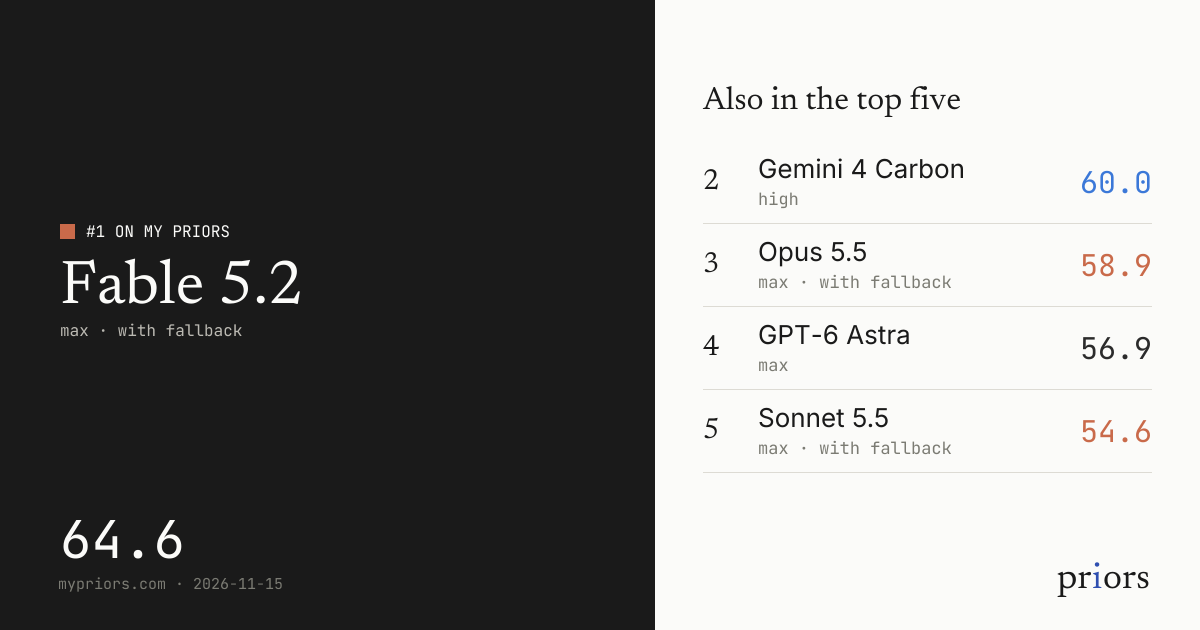 #1 ON MY PRIORS
Fable 5.2
max · with fallback
64.6
mypriors.com · 2026-11-15
Also in the top five
2 Gemini 4 Carbon 60.0
high
3 Opus 5.5 58.9
max · with fallback
4 GPT-6 Astra 56.9
max
5 Sonnet 5.5 54.6
max · with fallback
priors